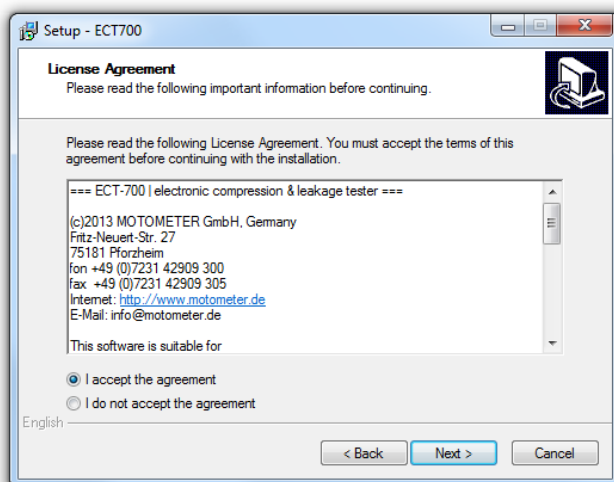 Setup - ECT700
License Agreement
Please read the following important information before continuing.
Please read the following License Agreement. You must accept the terms of this
agreement before continuing with the installation.
=== ECT-700 | electronic compression & leakage tester ===
(c)2013 MOTOMETER GmbH, Germany
Fritz-Neuert-Str. 27
75181 Pforzheim
fon +49 (0)7231 42909 300
fax  +49 (0)7231 42909 305
Internet: http://www.motometer.de
E-Mail: info@motometer.de
This software is suitable for
I accept the agreement
I do not accept the agreement
English
< Back Next > Cancel